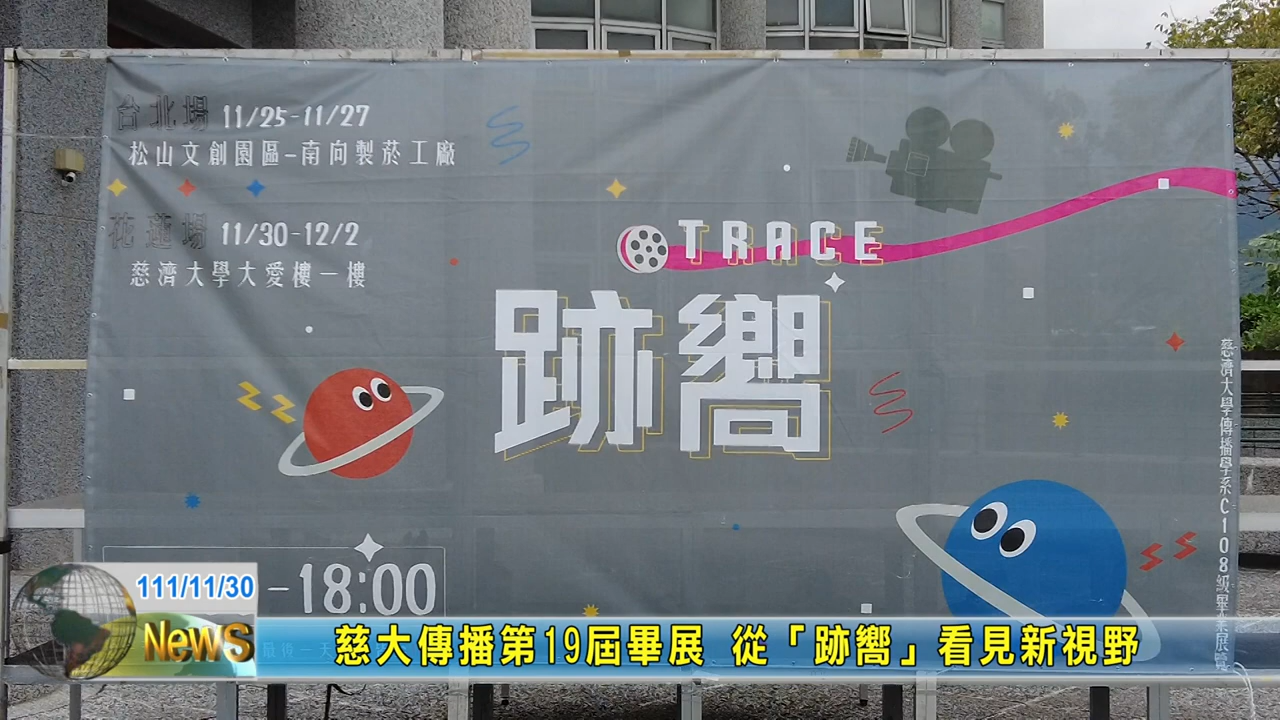 台北場 11/25-11/27
松山文創園區-南向製菸工廠
花蓮場 11/30-12/2
慈濟大學大愛樓一樓
TRACE
跡嚮
慈濟大學傳播學系C108級畢業展覽
-18:00
111/11/30
News
慈大傳播第19屆畢展 從「跡嚮」看見新視野